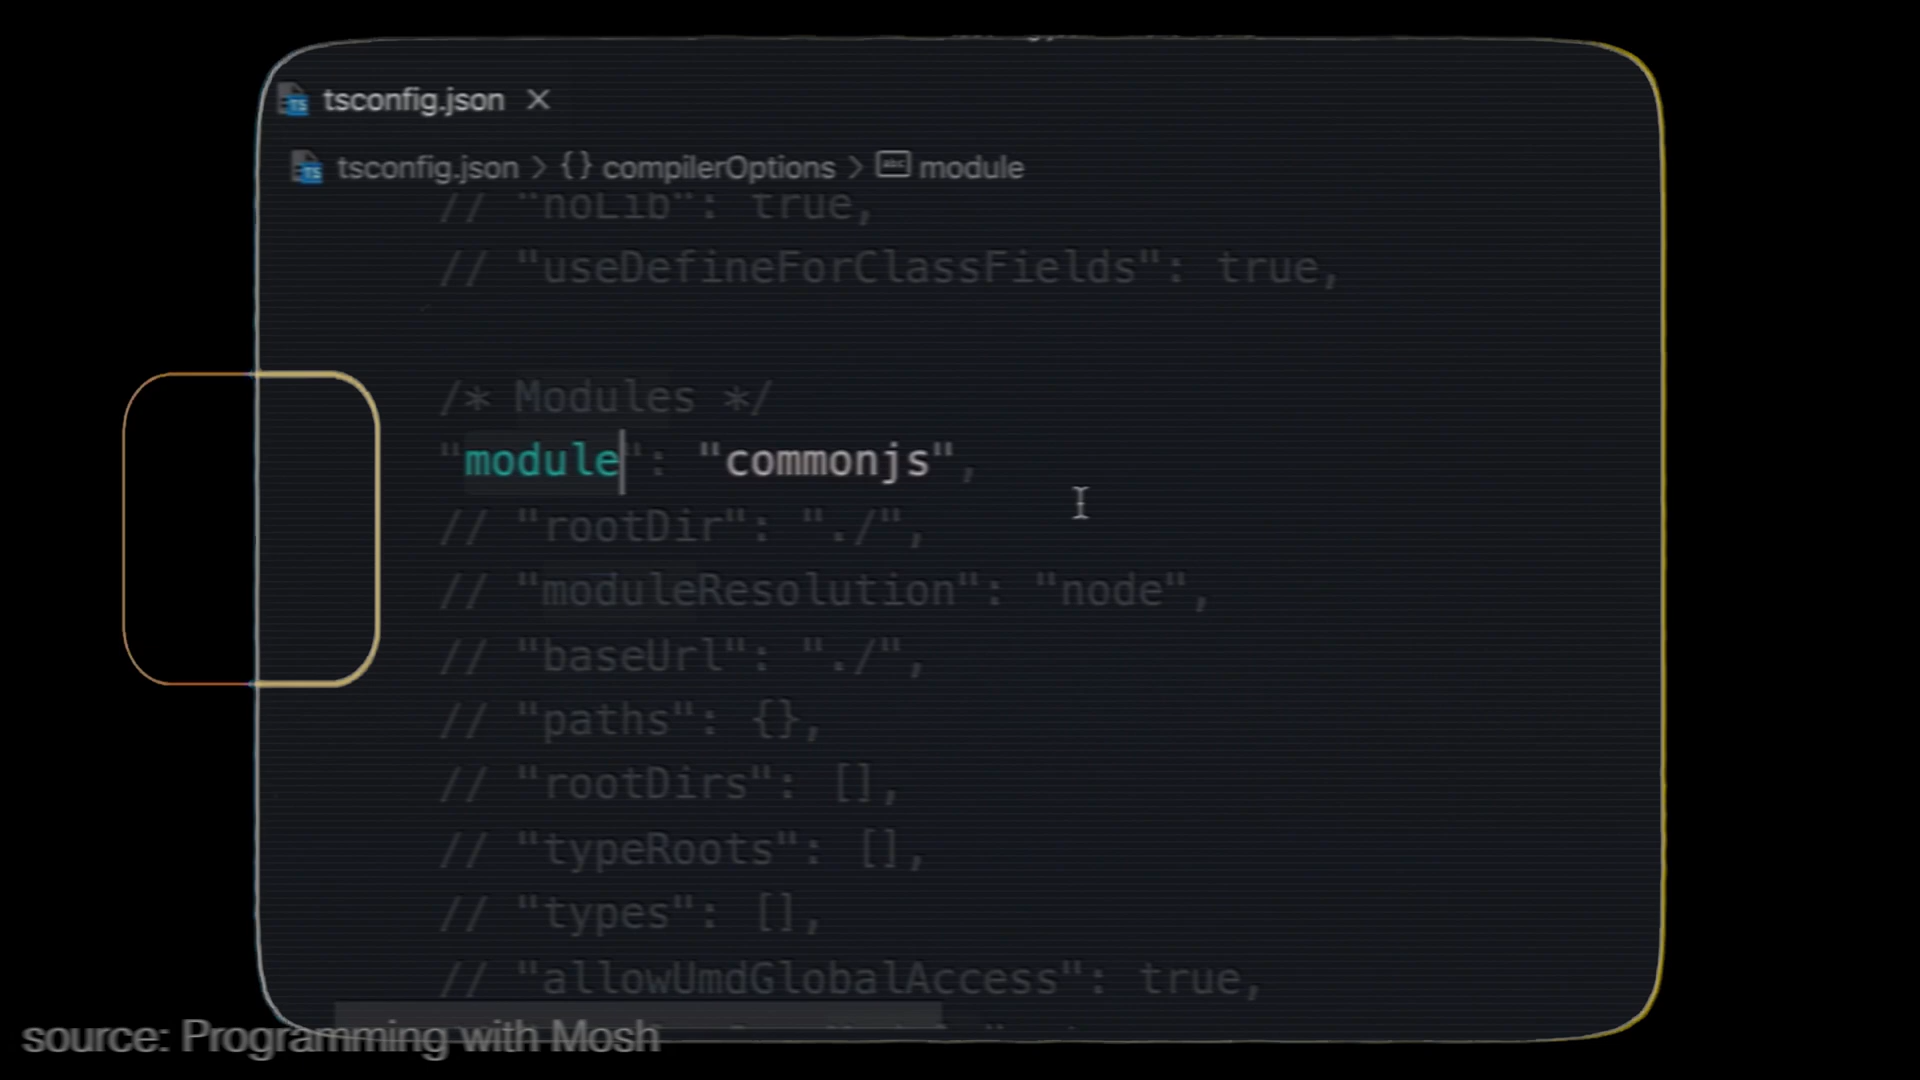 tsconfig.json
tsconfig.json > {} compilerOptions > abc module
// "noLib": true,
// "useDefineForClassFields": true,
/* Modules */
"module": "commonjs",
// "rootDir": "./",
// "moduleResolution": "node",
// "baseUrl": "./",
// "paths": {},
// "rootDirs": [],
// "typeRoots": [],
// "types": [],
// "allowUmdGlobalAccess": true,
source: Programming with Mosh